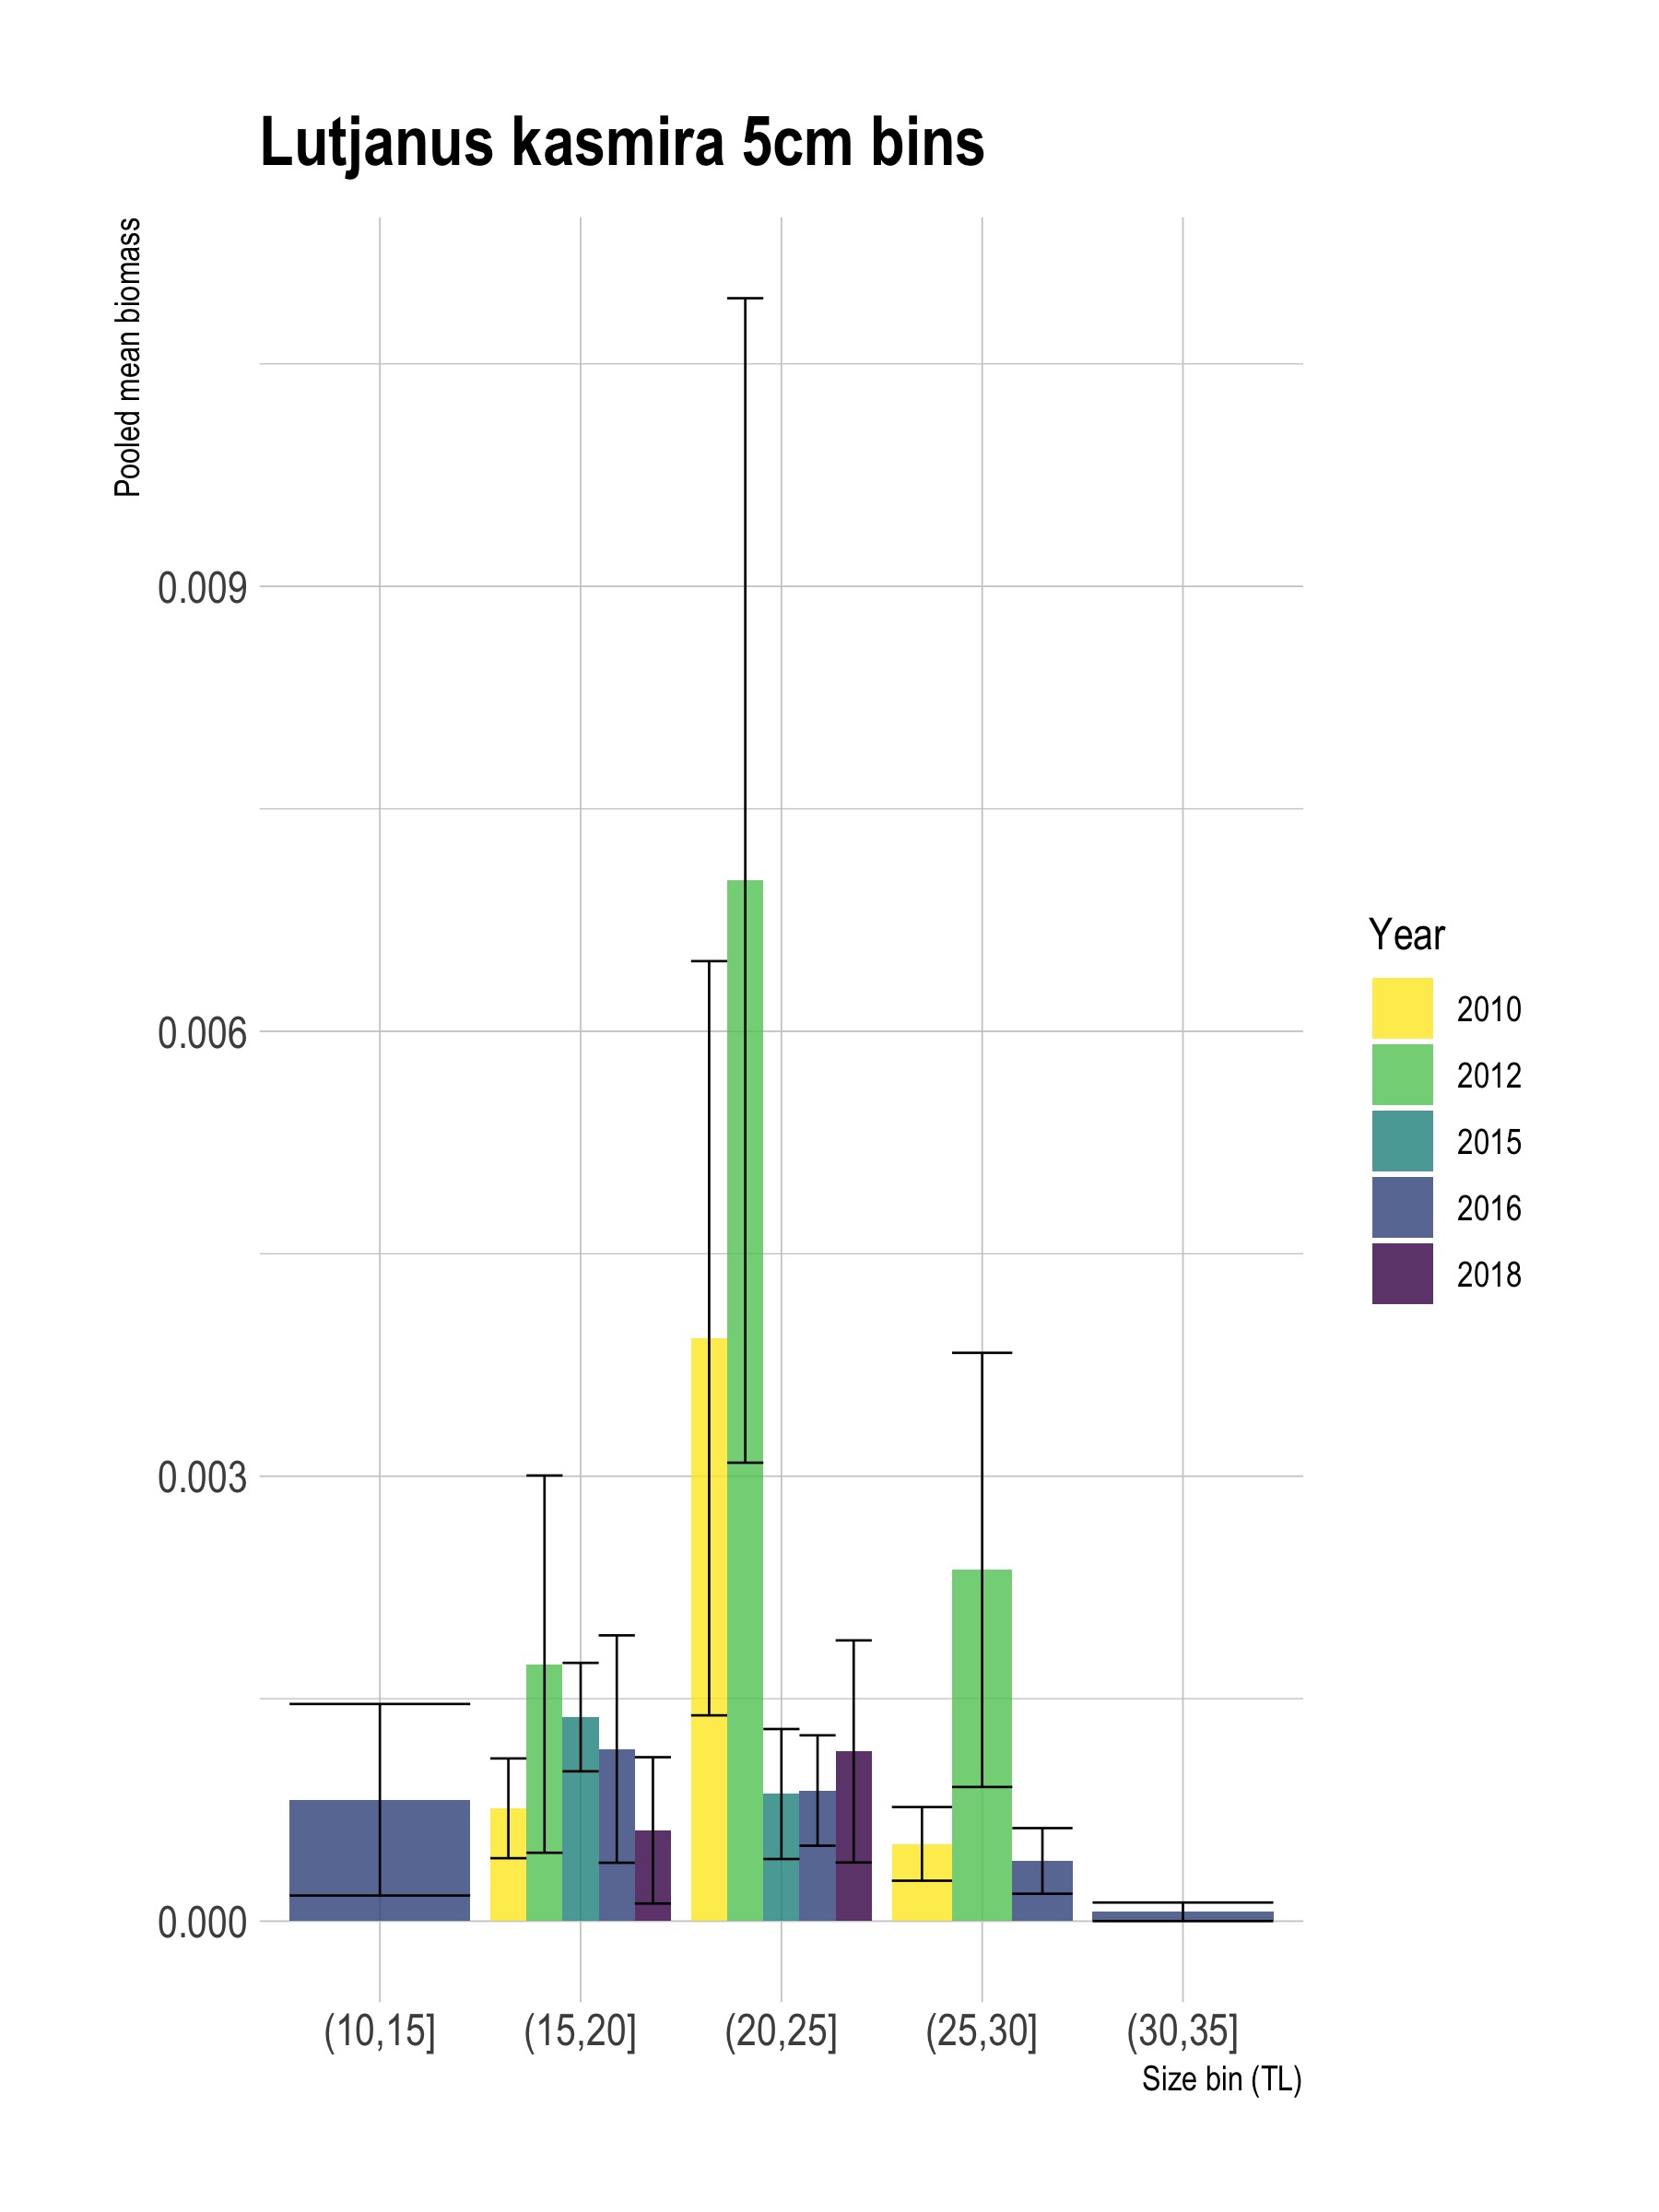 Lutjanus kasmira 5cm bins
Pooled mean biomass
0.009
0.006
0.003
0.000
(10,15] (15,20] (20,25] (25,30] (30,35]
Size bin (TL)
Year
2010
2012
2015
2016
2018